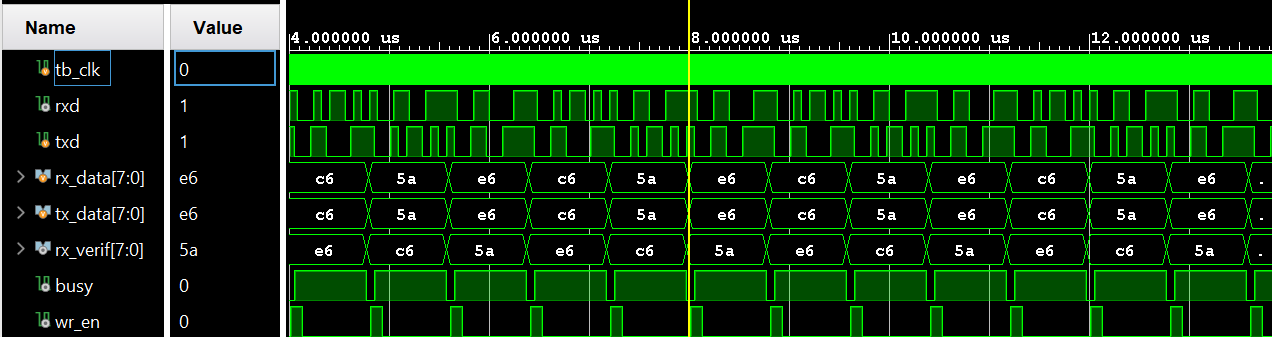 Name Value
4.000000 us 6.000000 us 8.000000 us 10.000000 us 12.000000 us
tb_clk 0
rxd 1
txd 1
rx_data[7:0] e6 c6 5a e6 c6 5a e6 c6 5a e6 c6 5a e6 .
tx_data[7:0] e6 c6 5a e6 c6 5a e6 c6 5a e6 c6 5a e6 .
rx_verif[7:0] 5a e6 c6 5a e6 c6 5a e6 c6 5a e6 c6 5a .
busy 0
wr_en 0